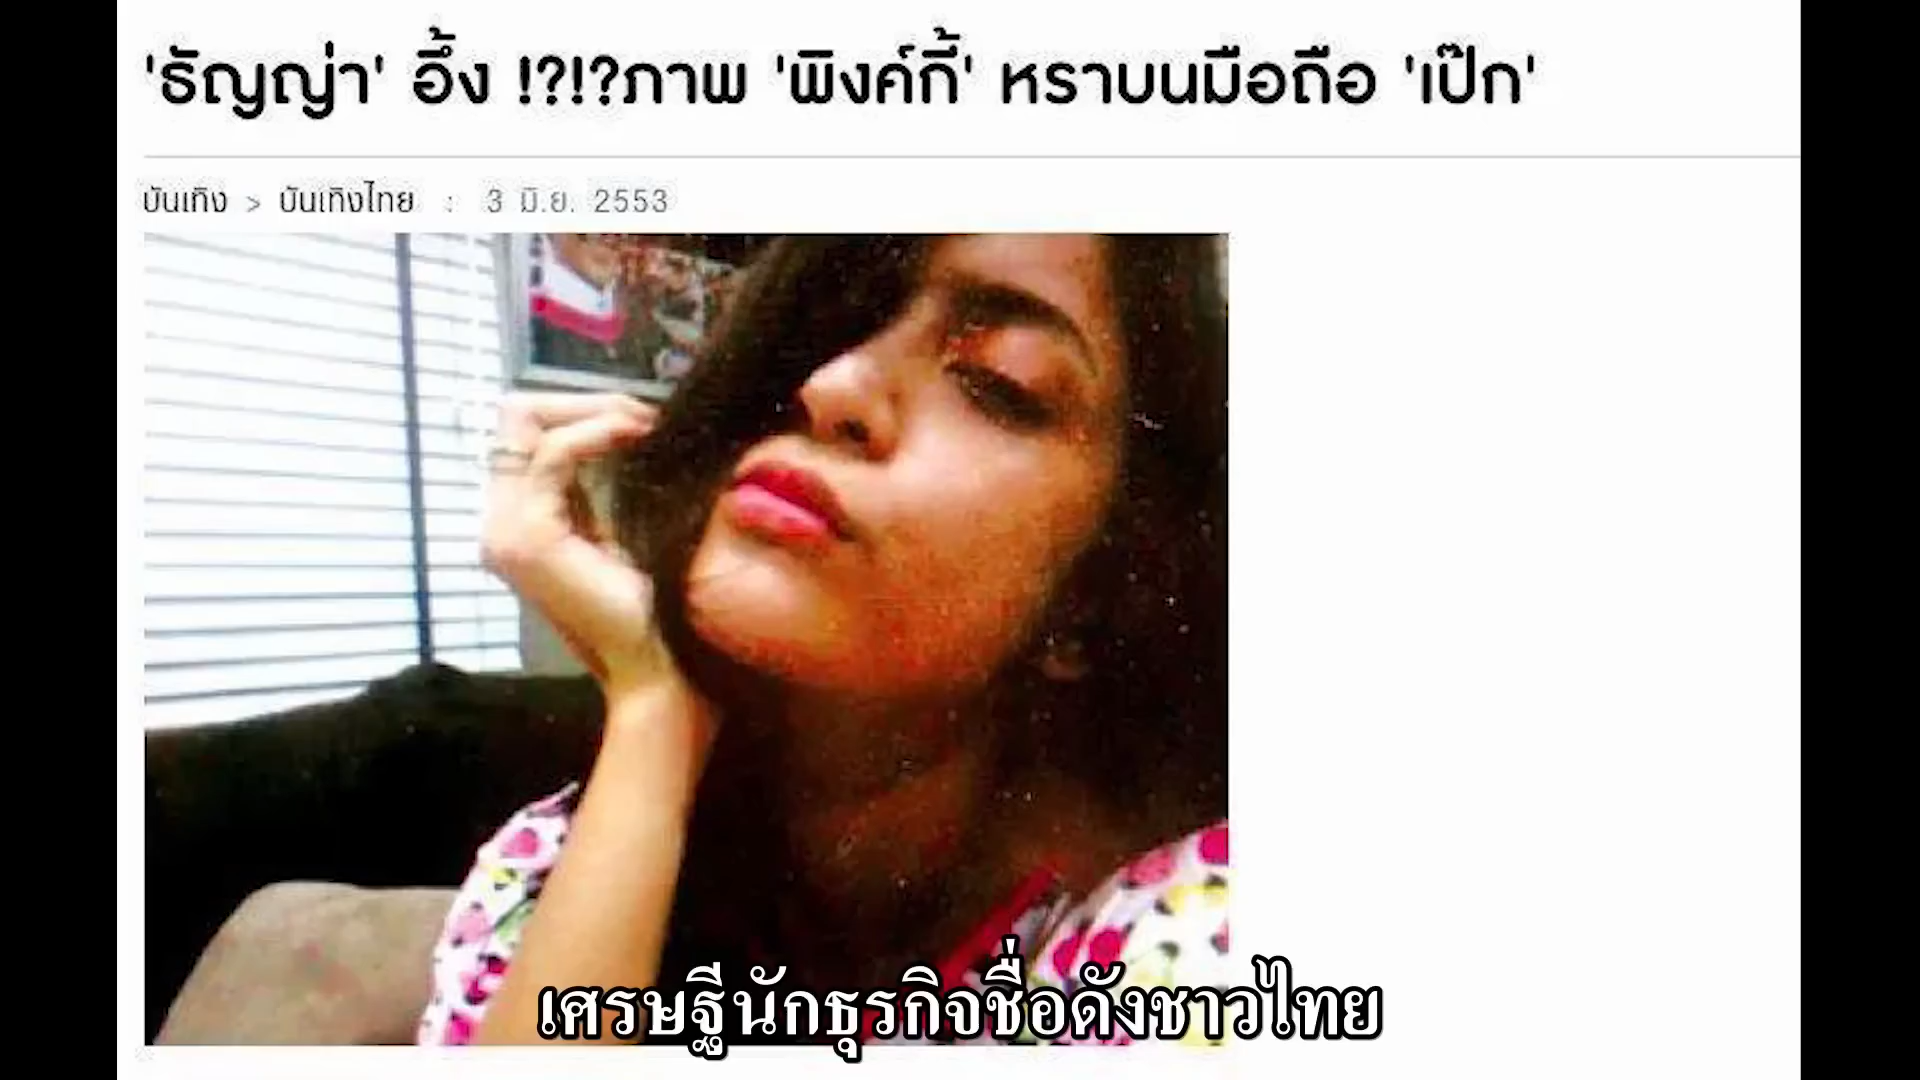 'ธัญญ่า' อึ้ง !?!?ภาพ 'พิงค์กี้' หราบนมือถือ 'เป๊ก'
บันเทิง > บันเทิงไทย : 3 มิ.ย. 2553
เศรษฐีนักธุรกิจชื่อดังชาวไทย